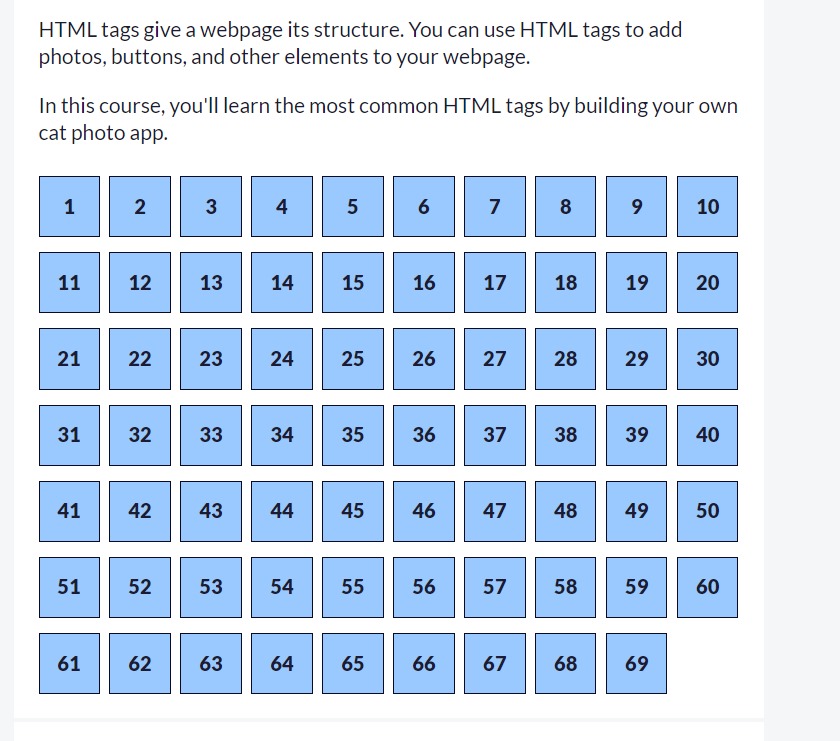 HTML tags give a webpage its structure. You can use HTML tags to add
photos, buttons, and other elements to your webpage.
In this course, you'll learn the most common HTML tags by building your own
cat photo app.
1 2 3 4 5 6 7 8 9 10
11 12 13 14 15 16 17 18 19 20
21 22 23 24 25 26 27 28 29 30
31 32 33 34 35 36 37 38 39 40
41 42 43 44 45 46 47 48 49 50
51 52 53 54 55 56 57 58 59 60
61 62 63 64 65 66 67 68 69